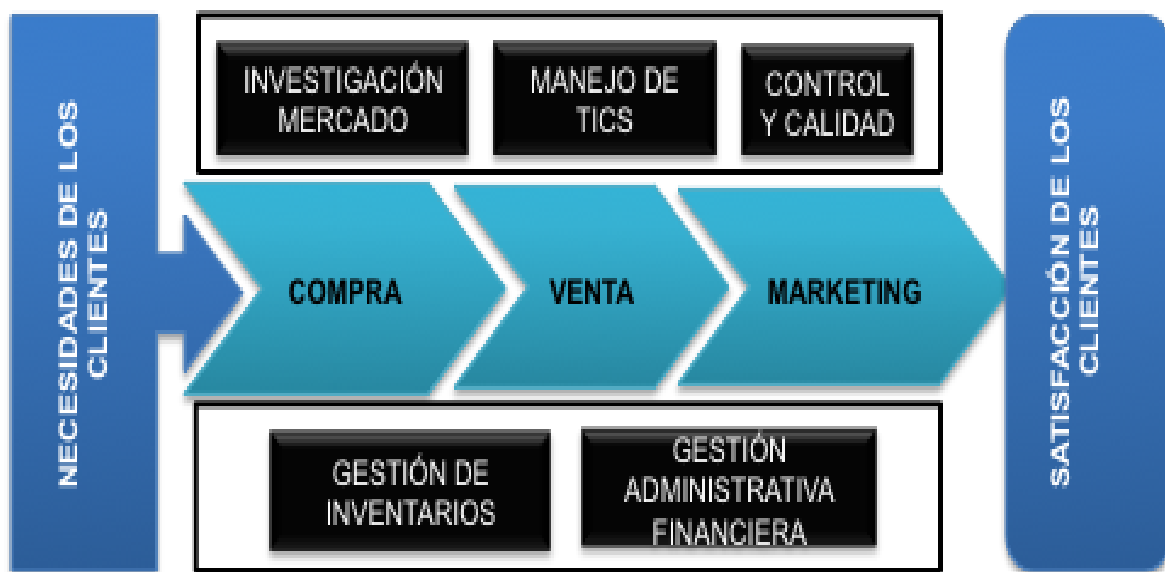 NECESIDADES DE LOS
CLIENTES
INVESTIGACIÓN
MERCADO
MANEJO DE
TICS
CONTROL
Y CALIDAD
COMPRA
VENTA
MARKETING
GESTIÓN DE
INVENTARIOS
GESTIÓN
ADMINISTRATIVA
FINANCIERA
SATISFACCIÓN DE LOS
CLIENTES